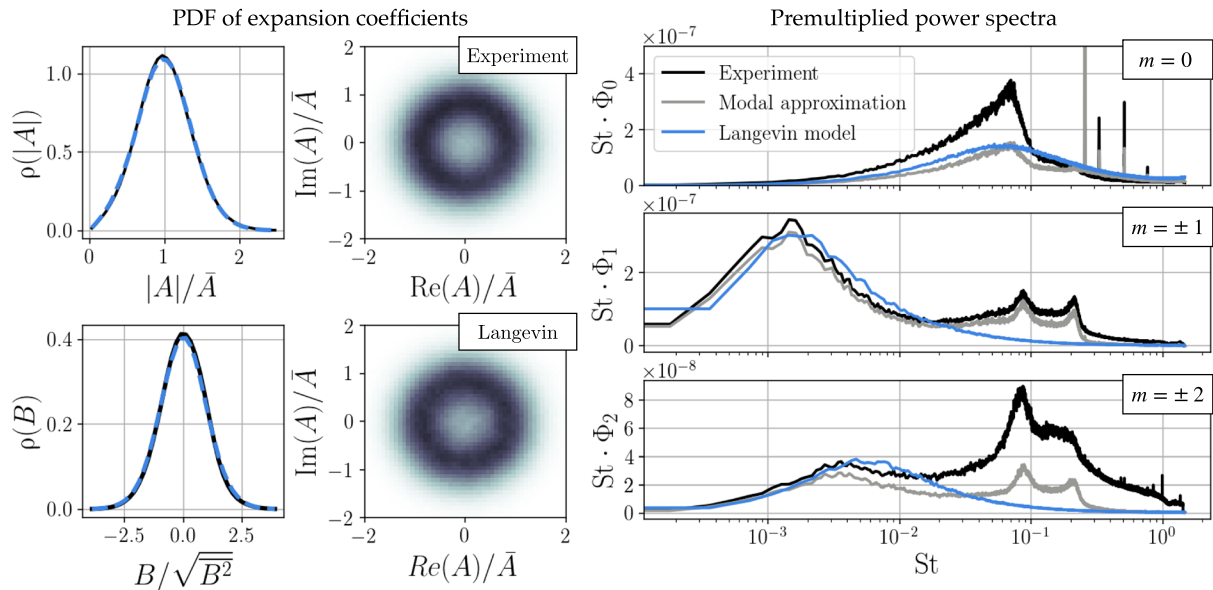 PDF of expansion coefficients
1.0
0.5
0.0
ρ(|A|)
0
1
2
|A|/Ā
Experiment
2
1
0
−1
−2
Im(A)/Ā
−2
0
2
Re(A)/Ā
0.4
0.2
0.0
ρ(B)
−2.5
0.0
2.5
B/√B̅²̅
Langevin
2
1
0
−1
−2
Im(A)/Ā
−2
0
2
Re(A)/Ā
Premultiplied power spectra
×10⁻⁷
m = 0
Experiment
Modal approximation
Langevin model
4
2
0
St · Φ₀
×10⁻⁷
m = ± 1
2
0
St · Φ₁
×10⁻⁸
m = ± 2
8
6
4
2
0
St · Φ₂
10⁻³
10⁻²
10⁻¹
10⁰
St